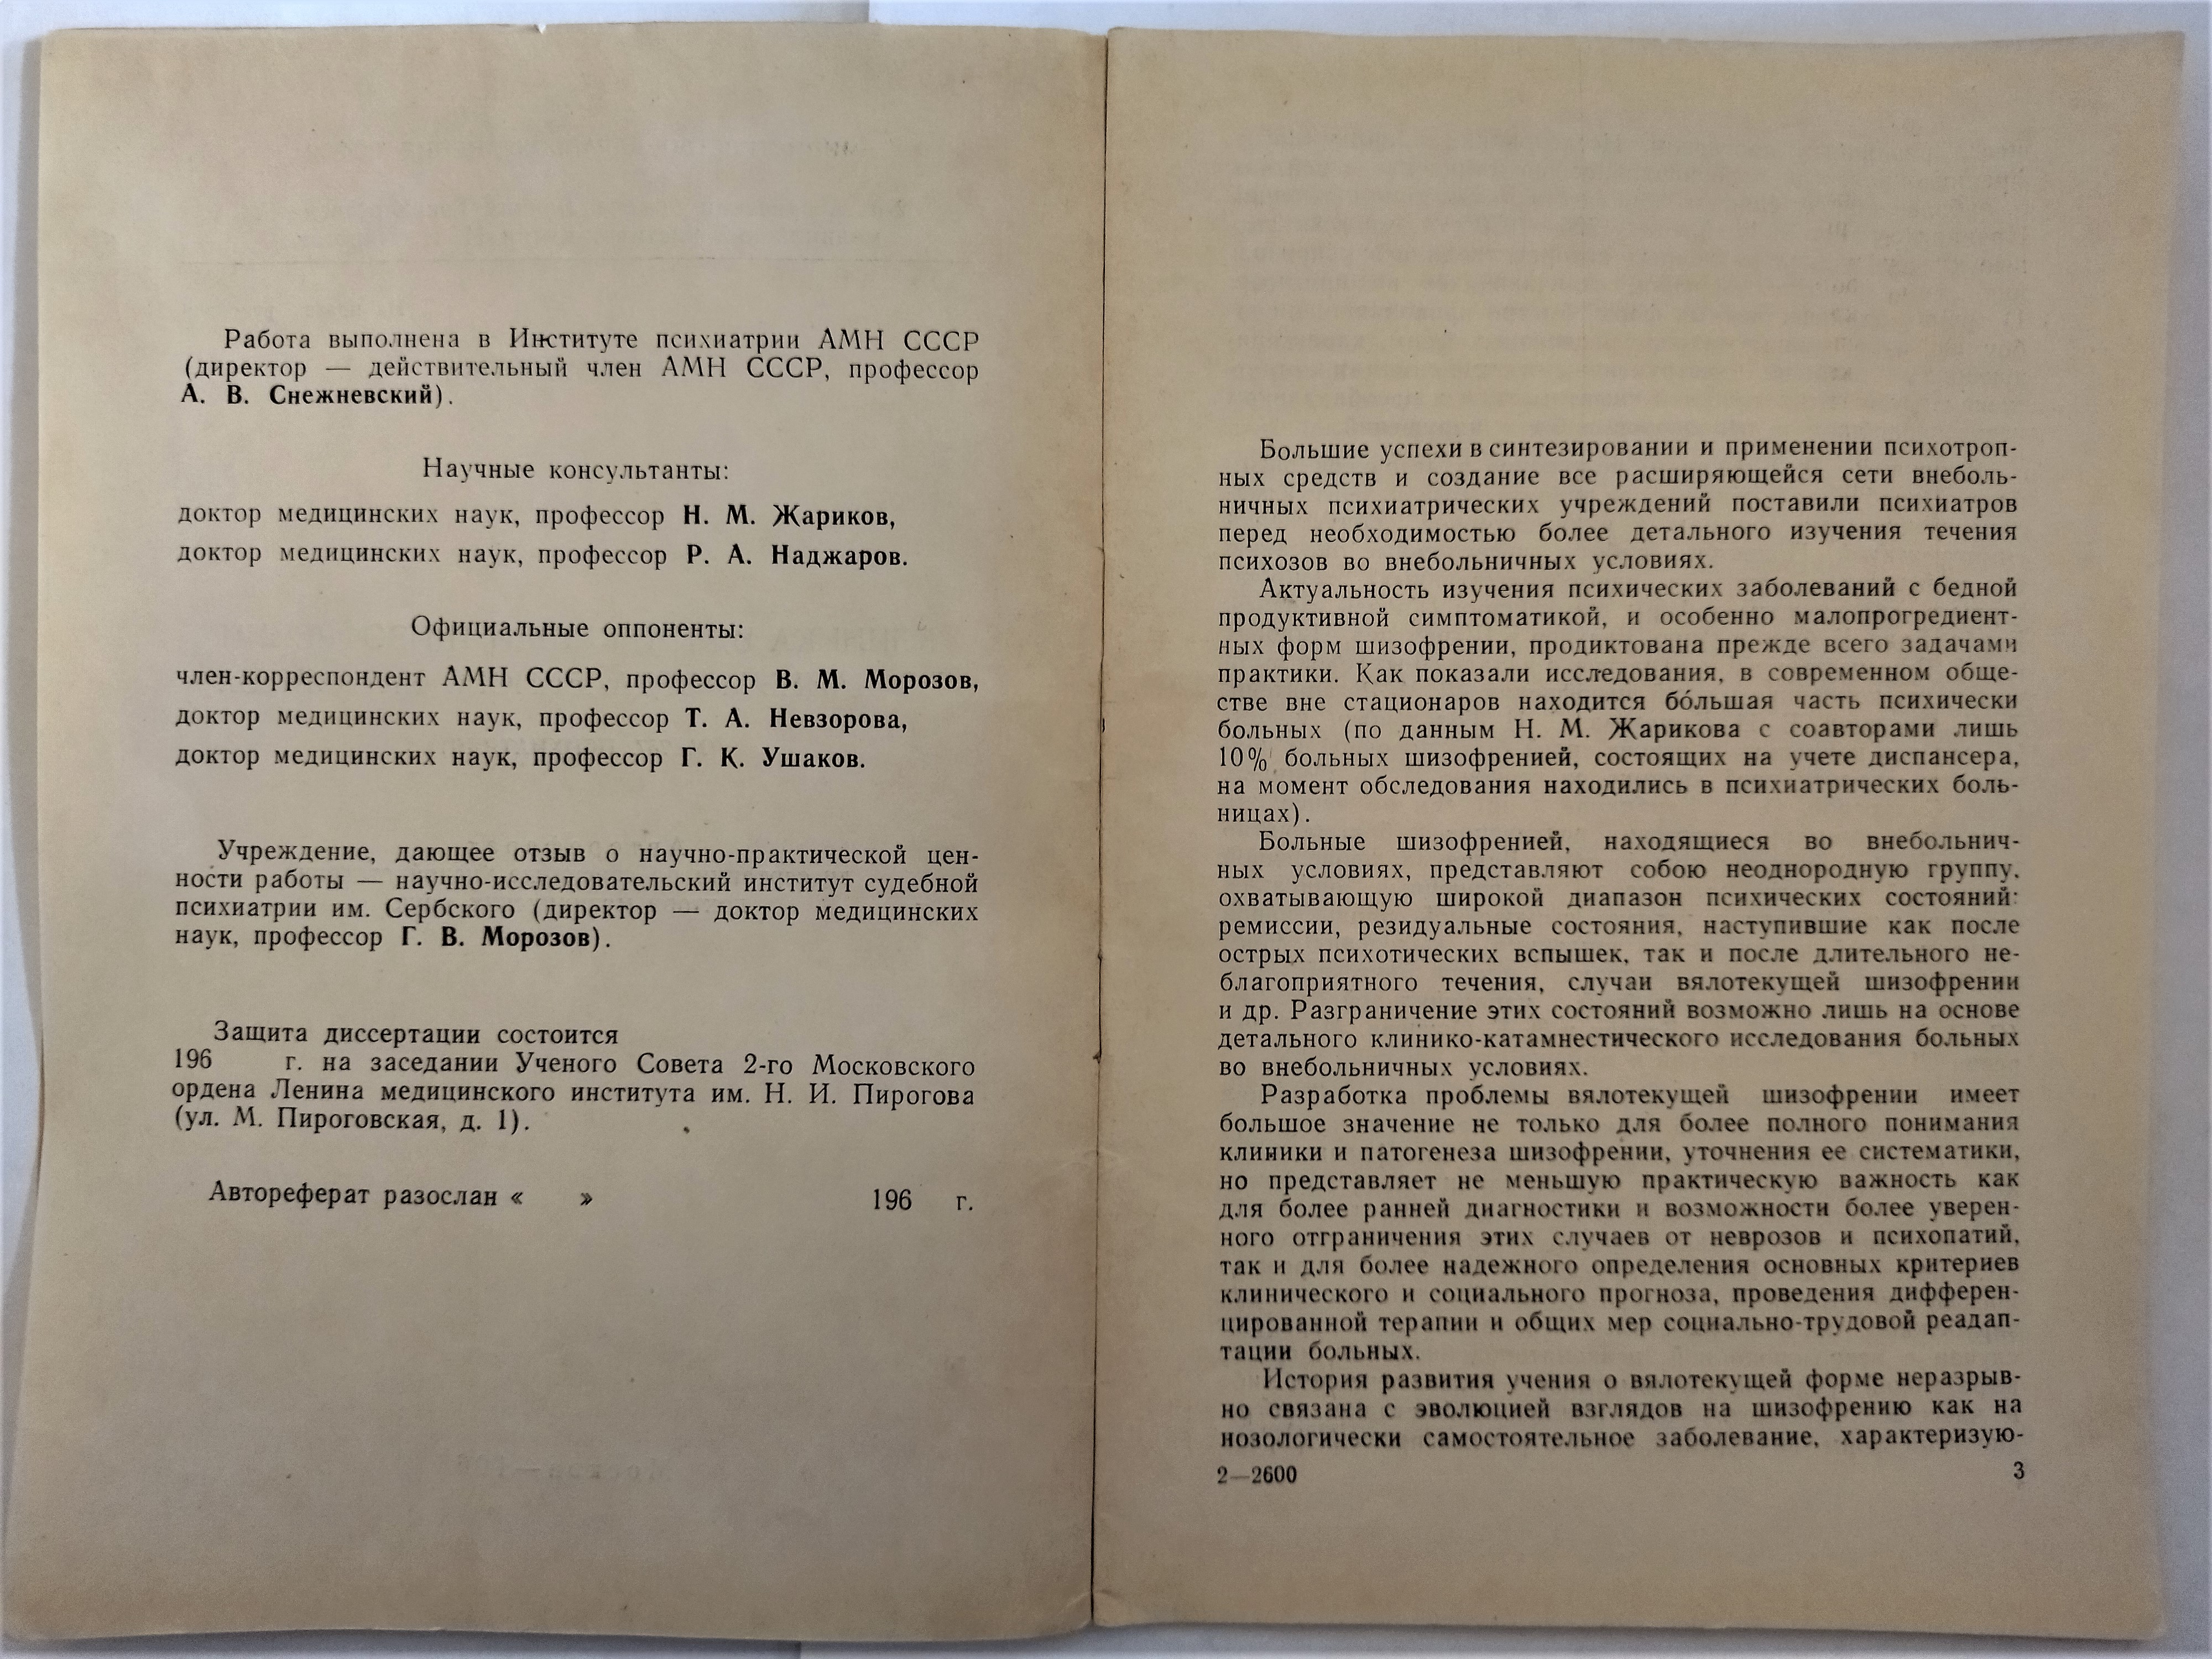 Работа выполнена в Институте психиатрии АМН СССР
(директор — действительный член АМН СССР, профессор
А. В. Снежневский).
Научные консультанты:
доктор медицинских наук, профессор Н. М. Жариков,
доктор медицинских наук, профессор Р. А. Наджаров.
Официальные оппоненты:
член-корреспондент АМН СССР, профессор В. М. Морозов,
доктор медицинских наук, профессор Т. А. Невзорова,
доктор медицинских наук, профессор Г. К. Ушаков.
Учреждение, дающее отзыв о научно-практической цен-
ности работы — научно-исследовательский институт судебной
психиатрии им. Сербского (директор — доктор медицинских
наук, профессор Г. В. Морозов).
Защита диссертации состоится
196 г. на заседании Ученого Совета 2-го Московского
ордена Ленина медицинского института им. Н. И. Пирогова
(ул. М. Пироговская, д. 1).
Автореферат разослан « » 196 г.
Большие успехи в синтезировании и применении психотроп-
ных средств и создание все расширяющейся сети внеболь-
ничных психиатрических учреждений поставили психиатров
перед необходимостью более детального изучения течения
психозов во внебольничных условиях.
Актуальность изучения психических заболеваний с бедной
продуктивной симптоматикой, и особенно малопрогредиент-
ных форм шизофрении, продиктована прежде всего задачами
практики. Как показали исследования, в современном обще-
стве вне стационаров находится бо́льшая часть психически
больных (по данным Н. М. Жарикова с соавторами лишь
10% больных шизофренией, состоящих на учете диспансера,
на момент обследования находились в психиатрических боль-
ницах).
Больные шизофренией, находящиеся во внебольнич-
ных условиях, представляют собою неоднородную группу,
охватывающую широкой диапазон психических состояний:
ремиссии, резидуальные состояния, наступившие как после
острых психотических вспышек, так и после длительного не-
благоприятного течения, случаи вялотекущей шизофрении
и др. Разграничение этих состояний возможно лишь на основе
детального клинико-катамнестического исследования больных
во внебольничных условиях.
Разработка проблемы вялотекущей шизофрении имеет
большое значение не только для более полного понимания
клиники и патогенеза шизофрении, уточнения ее систематики,
но представляет не меньшую практическую важность как
для более ранней диагностики и возможности более уверен-
ного отграничения этих случаев от неврозов и психопатий,
так и для более надежного определения основных критериев
клинического и социального прогноза, проведения дифферен-
цированной терапии и общих мер социально-трудовой реадап-
тации больных.
История развития учения о вялотекущей форме неразрыв-
но связана с эволюцией взглядов на шизофрению как на
нозологически самостоятельное заболевание, характеризую-
2—2600 3